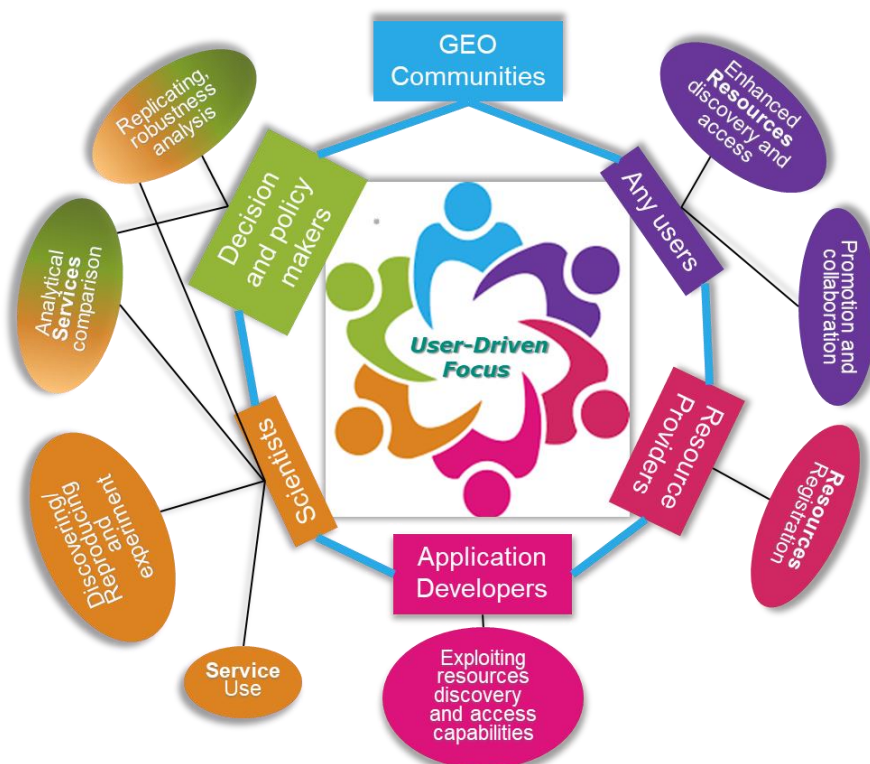 GEO
Communities
Replicating,
robustness
analysis
Enhanced
Resources
discovery and
access
Decision
and policy
makers
Any users
Analytical
Services
comparison
Promotion and
collaboration
User-Driven
Focus
Scientists
Resource
Providers
Discovering/
Reproducing
and
experiment
Resources
Registration
Application
Developers
Service
Use
Exploiting
resources
discovery
and access
capabilities